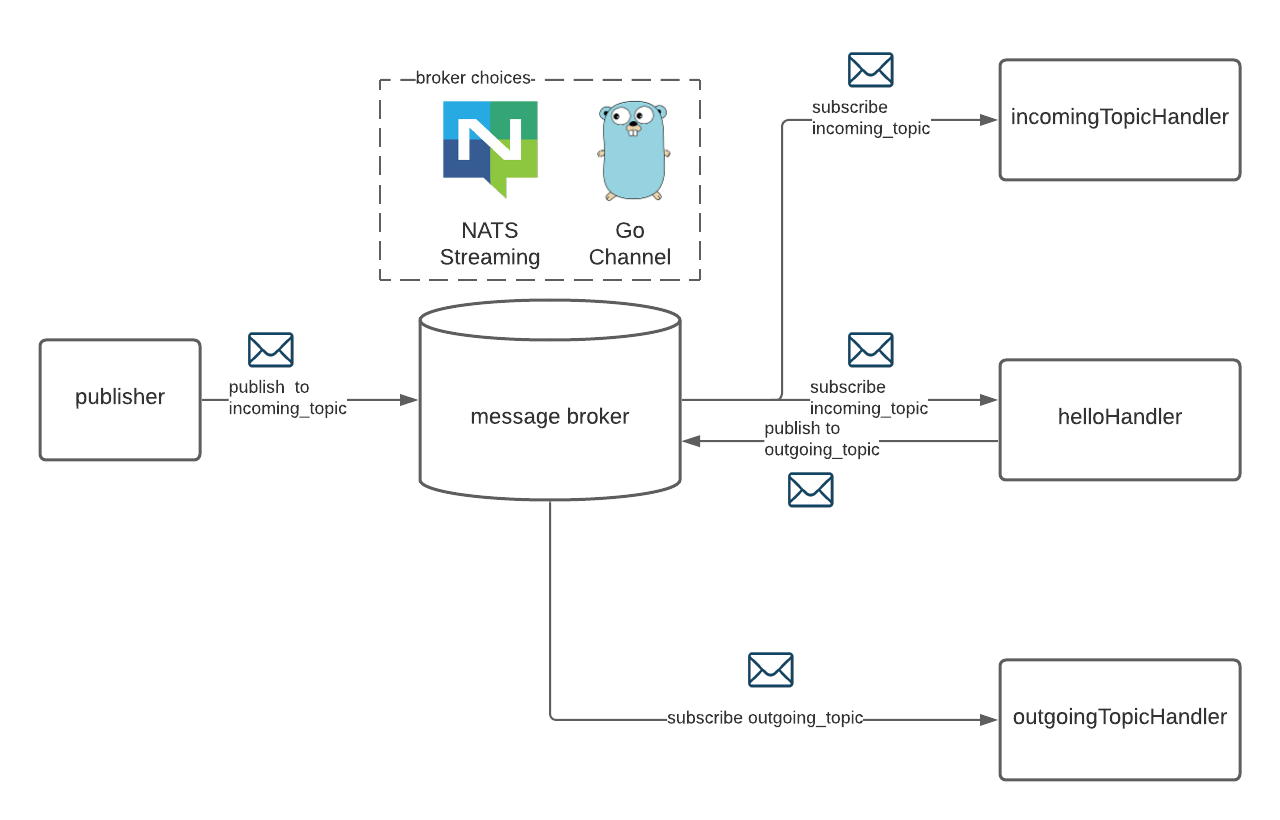 broker choices
NATS
Streaming
Go
Channel
subscribe
incoming_topic
incomingTopicHandler
publisher
publish to
incoming_topic
message broker
subscribe
incoming_topic
publish to
outgoing_topic
helloHandler
subscribe outgoing_topic
outgoingTopicHandler